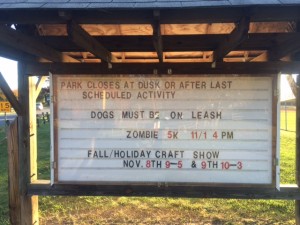 PARK CLOSES AT DUSK OR AFTER LAST
SCHEDULED ACTIVITY
DOGS MUST BE ON LEASH
ZOMBIE 5K 11/1 4 PM
FALL/HOLIDAY CRAFT SHOW
NOV. 8TH 9-5 & 9TH 10-3